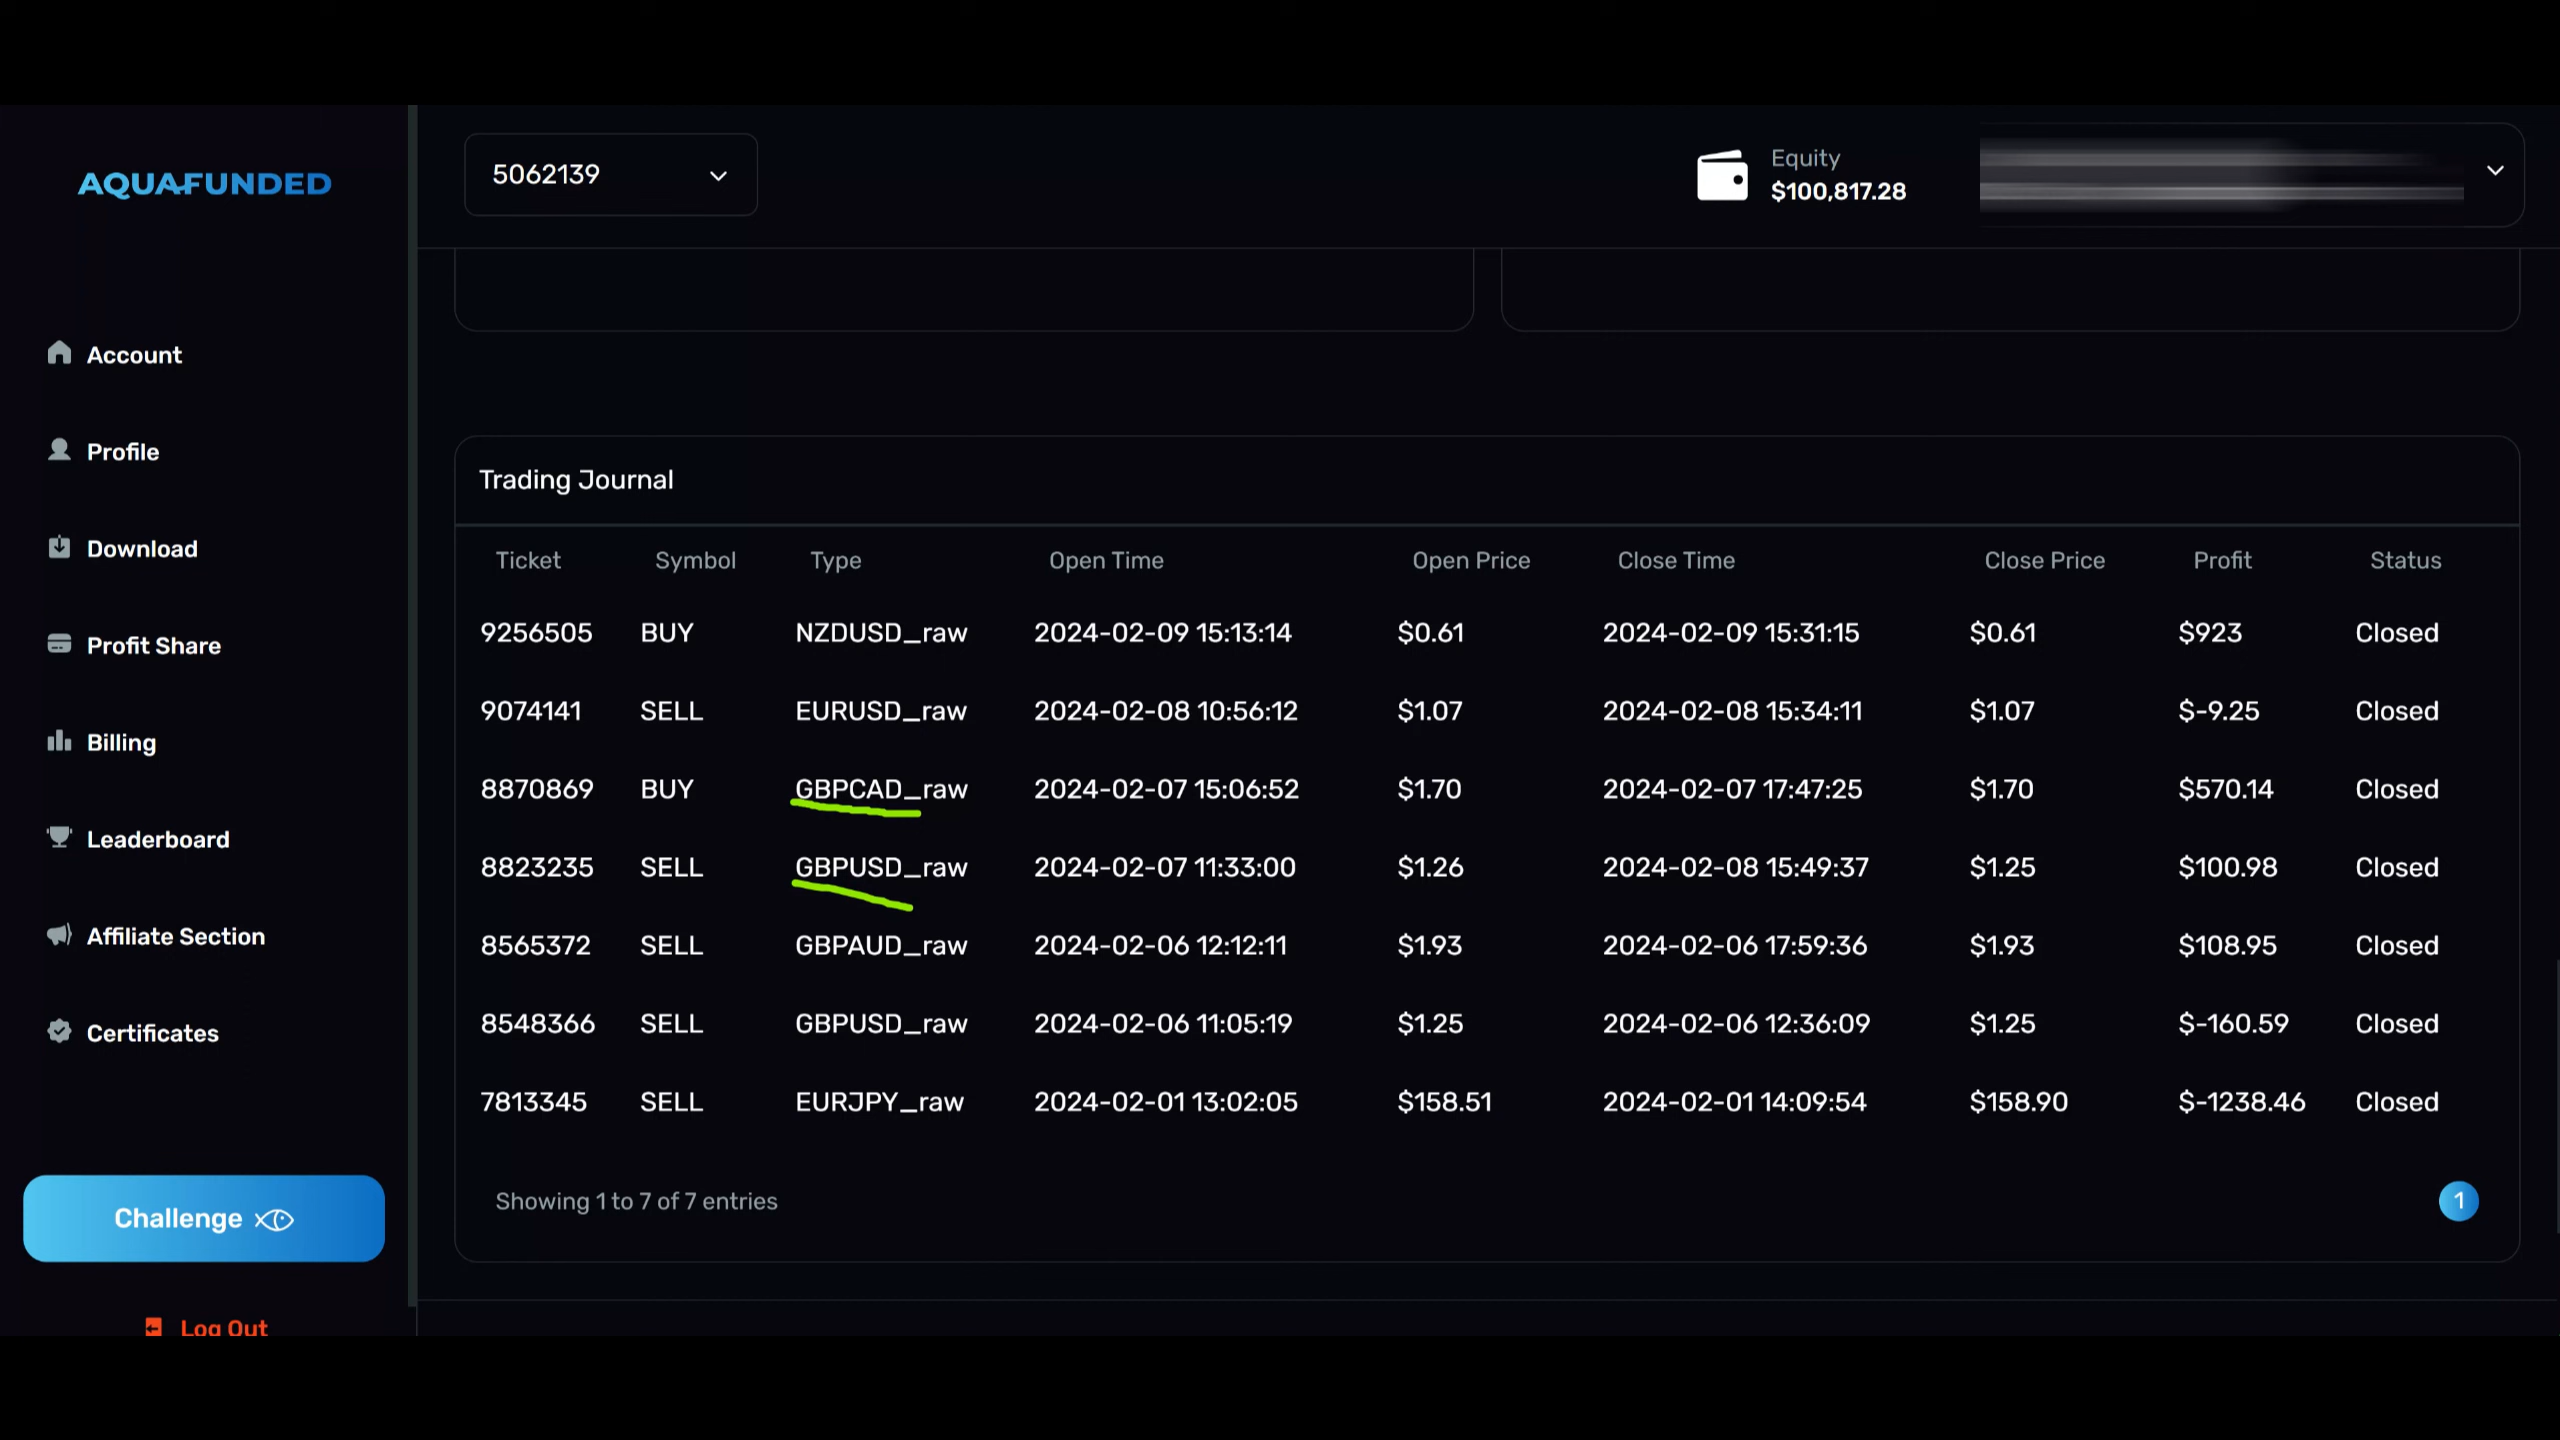 AQUAFUNDED
5062139
Equity
$100,817.28
Account
Profile
Download
Profit Share
Billing
Leaderboard
Affiliate Section
Certificates
Challenge
Log Out
Trading Journal
Ticket Symbol Type Open Time Open Price Close Time Close Price Profit Status
9256505 BUY NZDUSD_raw 2024-02-09 15:13:14 $0.61 2024-02-09 15:31:15 $0.61 $923 Closed
9074141 SELL EURUSD_raw 2024-02-08 10:56:12 $1.07 2024-02-08 15:34:11 $1.07 $-9.25 Closed
8870869 BUY GBPCAD_raw 2024-02-07 15:06:52 $1.70 2024-02-07 17:47:25 $1.70 $570.14 Closed
8823235 SELL GBPUSD_raw 2024-02-07 11:33:00 $1.26 2024-02-08 15:49:37 $1.25 $100.98 Closed
8565372 SELL GBPAUD_raw 2024-02-06 12:12:11 $1.93 2024-02-06 17:59:36 $1.93 $108.95 Closed
8548366 SELL GBPUSD_raw 2024-02-06 11:05:19 $1.25 2024-02-06 12:36:09 $1.25 $-160.59 Closed
7813345 SELL EURJPY_raw 2024-02-01 13:02:05 $158.51 2024-02-01 14:09:54 $158.90 $-1238.46 Closed
Showing 1 to 7 of 7 entries
1